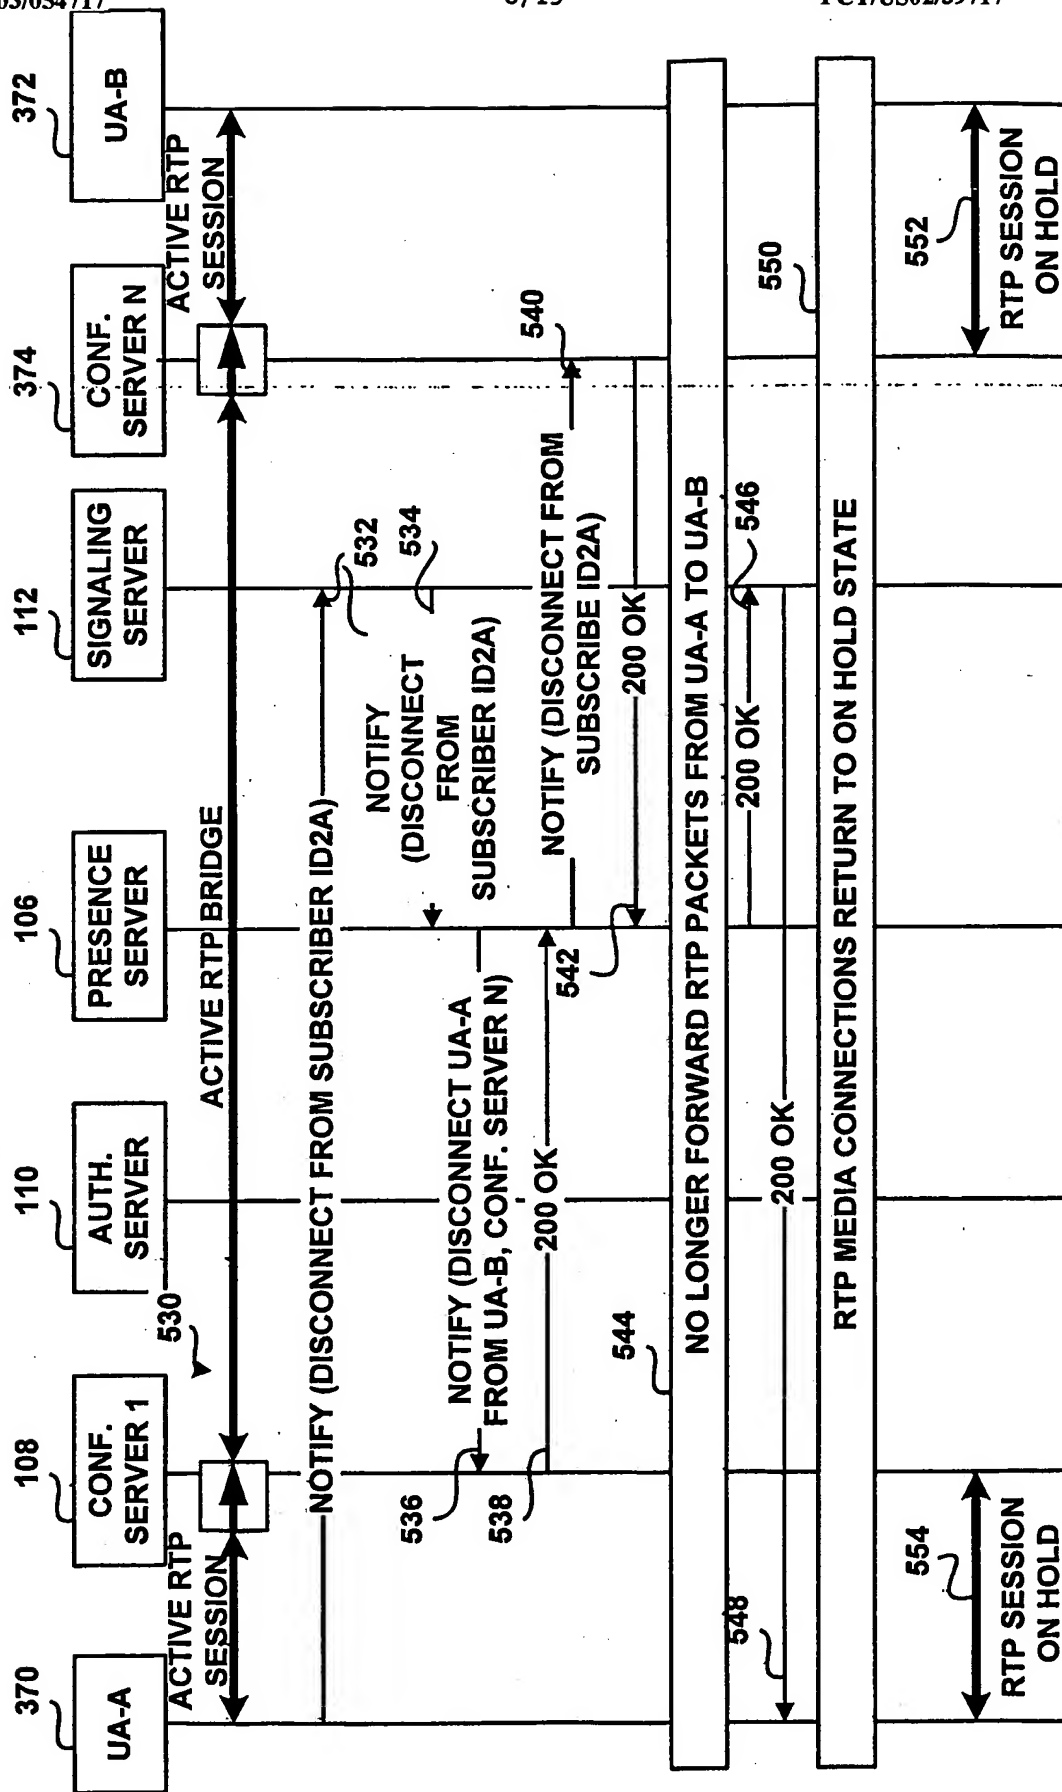 370
108
110
106
112
374
372
UA-A
CONF.
SERVER 1
AUTH.
SERVER
PRESENCE
SERVER
SIGNALING
SERVER
CONF.
SERVER N
UA-B
ACTIVE RTP
SESSION
530
ACTIVE RTP BRIDGE
ACTIVE RTP
SESSION
NOTIFY (DISCONNECT FROM SUBSCRIBER ID2A)
532
534
NOTIFY
(DISCONNECT
FROM
SUBSCRIBER ID2A)
536
NOTIFY (DISCONNECT UA-A
FROM UA-B, CONF. SERVER N)
538
200 OK
540
NOTIFY (DISCONNECT FROM
SUBSCRIBE ID2A)
542
200 OK
544
NO LONGER FORWARD RTP PACKETS FROM UA-A TO UA-B
546
200 OK
548
200 OK
550
RTP MEDIA CONNECTIONS RETURN TO ON HOLD STATE
554
RTP SESSION
ON HOLD
552
RTP SESSION
ON HOLD